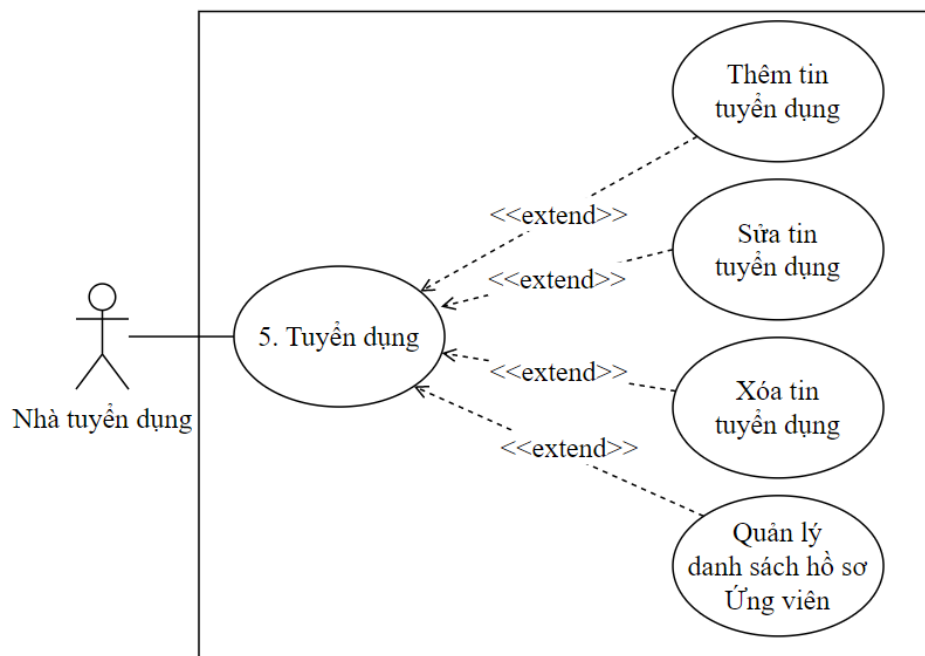 Thêm tin
tuyển dụng
<<extend>>
Sửa tin
tuyển dụng
<<extend>>
5. Tuyển dụng
Nhà tuyển dụng
<<extend>>
Xóa tin
tuyển dụng
<<extend>>
Quản lý
danh sách hồ sơ
Ứng viên